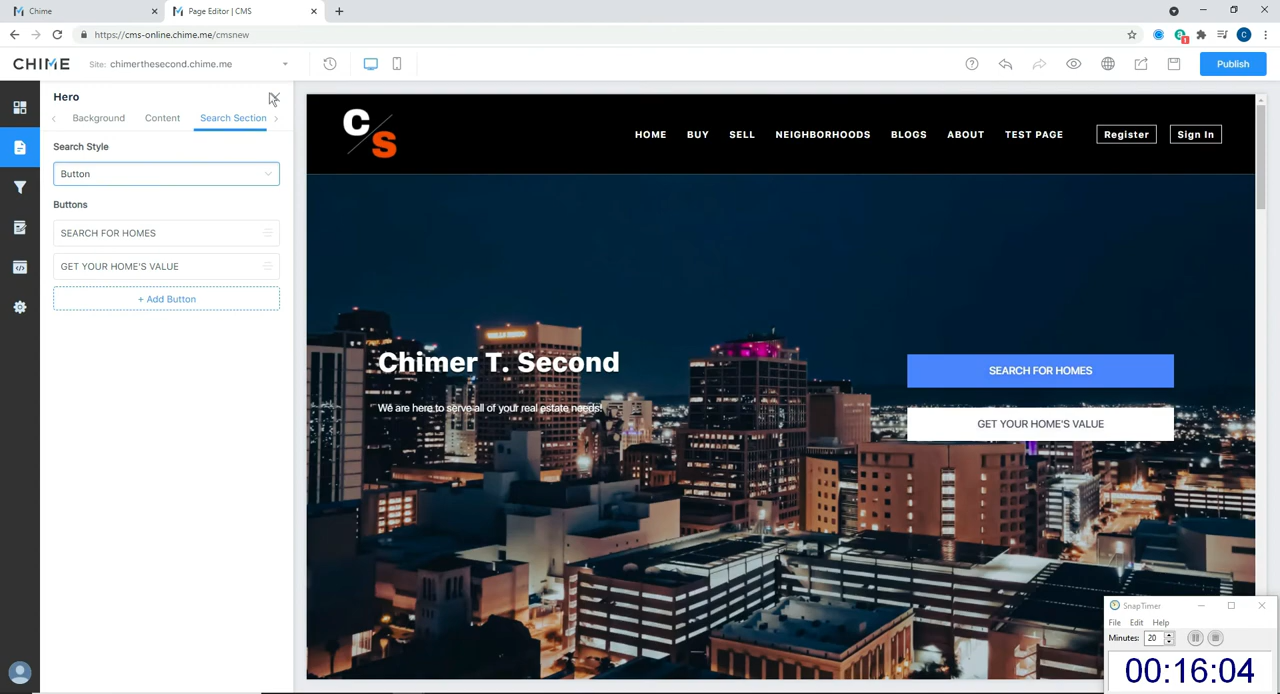 Chime
Page Editor | CMS
https://cms-online.chime.me/cmsnew
1
C
CHIME
Site: chimerthesecond.chime.me
Publish
Hero
Background
Content
Search Section
Search Style
Button
Buttons
SEARCH FOR HOMES
GET YOUR HOME'S VALUE
+ Add Button
CS
HOME
BUY
SELL
NEIGHBORHOODS
BLOGS
ABOUT
TEST PAGE
Register
Sign In
WELLS FARGO
Chimer T. Second
We are here to serve all of your real estate needs!
SEARCH FOR HOMES
GET YOUR HOME'S VALUE
SnapTimer
File Edit Help
Minutes: 20
00:16:04